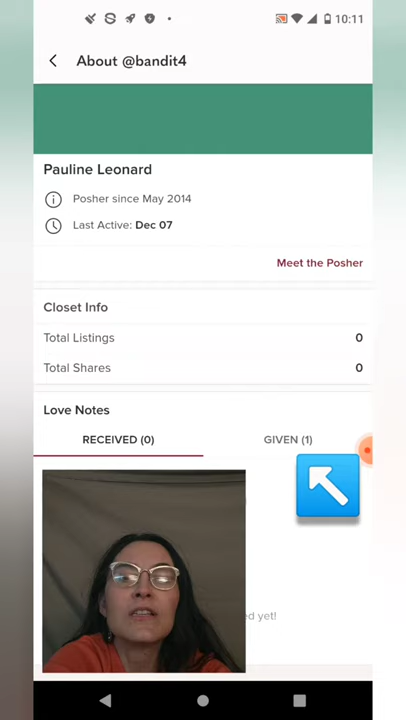 10:11
About @bandit4
Pauline Leonard
Posher since May 2014
Last Active: Dec 07
Meet the Posher
Closet Info
Total Listings 0
Total Shares 0
Love Notes
RECEIVED (0) GIVEN (1)
yet!